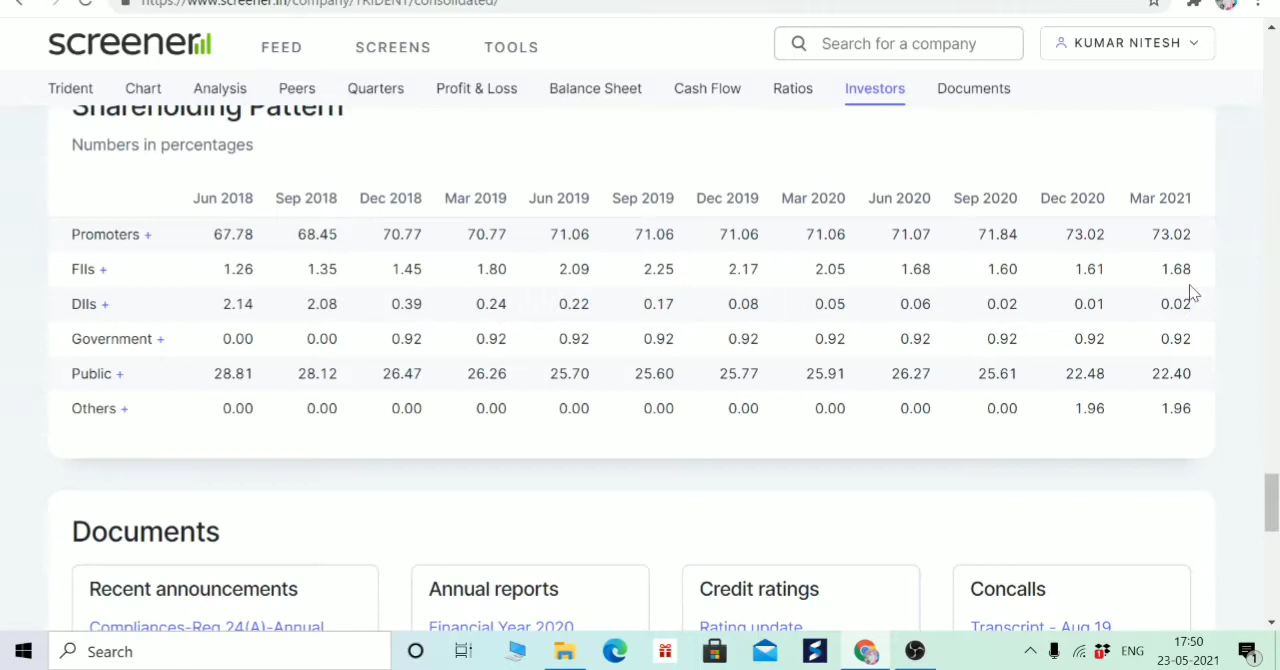 https://www.screener.in/company/TRIDENT/consolidated/
screener
FEED SCREENS TOOLS
Search for a company
KUMAR NITESH
Trident Chart Analysis Peers Quarters Profit & Loss Balance Sheet Cash Flow Ratios Investors Documents
Shareholding Pattern
Numbers in percentages
Jun 2018 Sep 2018 Dec 2018 Mar 2019 Jun 2019 Sep 2019 Dec 2019 Mar 2020 Jun 2020 Sep 2020 Dec 2020 Mar 2021
Promoters + 67.78 68.45 70.77 70.77 71.06 71.06 71.06 71.06 71.07 71.84 73.02 73.02
FIIs + 1.26 1.35 1.45 1.80 2.09 2.25 2.17 2.05 1.68 1.60 1.61 1.68
DIIs + 2.14 2.08 0.39 0.24 0.22 0.17 0.08 0.05 0.06 0.02 0.01 0.02
Government + 0.00 0.00 0.92 0.92 0.92 0.92 0.92 0.92 0.92 0.92 0.92 0.92
Public + 28.81 28.12 26.47 26.26 25.70 25.60 25.77 25.91 26.27 25.61 22.48 22.40
Others + 0.00 0.00 0.00 0.00 0.00 0.00 0.00 0.00 0.00 0.00 1.96 1.96
Documents
Recent announcements
Annual reports
Credit ratings
Concalls
Compliances-Reg.24(A)-Annual
Financial Year 2020
Rating update
Transcript - Aug 19
Search
ENG
17:50
23-05-2021
1